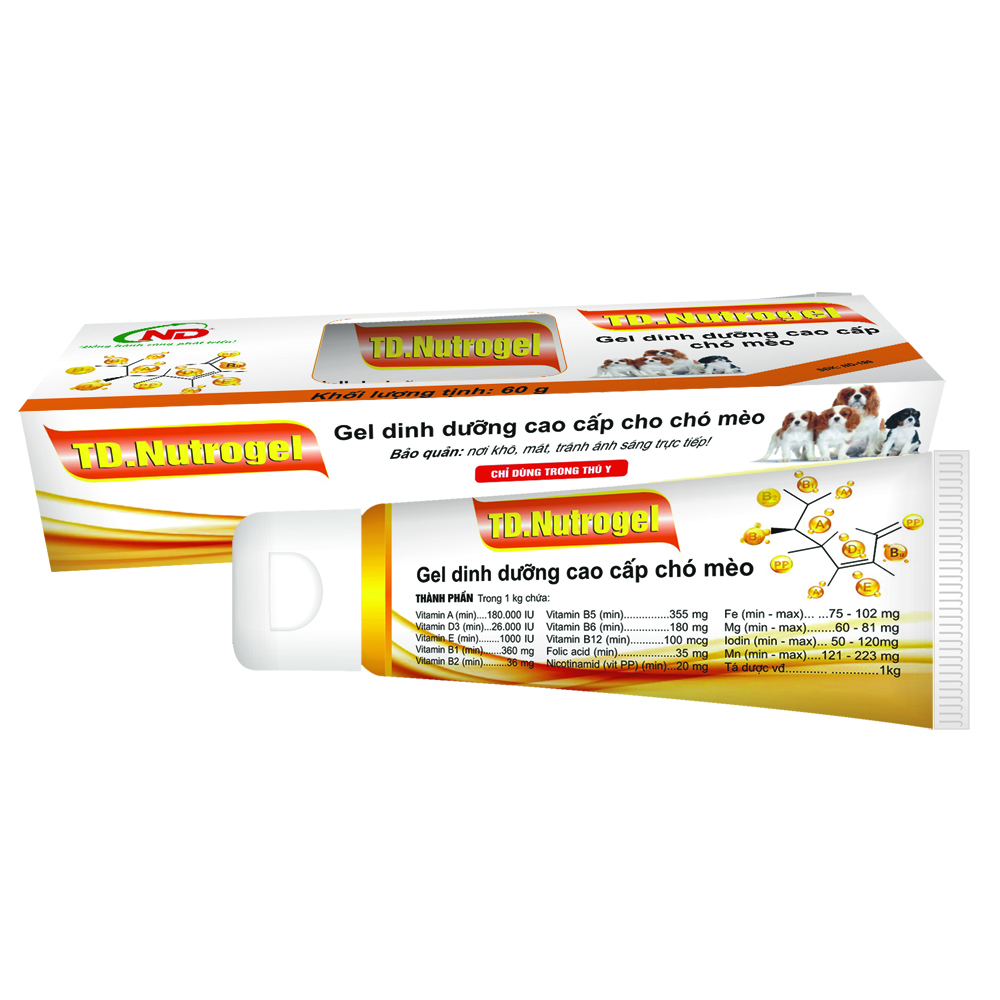 ND
"Đồng hành cùng phát triển!
TD.Nutrogel
TD.Nutrogel
Gel dinh dưỡng cao cấp
chó mèo
Khối lượng tịnh: 60 g
TD.Nutrogel
Gel dinh dưỡng cao cấp cho chó mèo
Bảo quản: nơi khô, mát, tránh ánh sáng trực tiếp!
CHỈ DÙNG TRONG THÚ Y
TD.Nutrogel
Gel dinh dưỡng cao cấp chó mèo
THÀNH PHẦN Trong 1 kg chứa:
Vitamin A (min)....180.000 IU
Vitamin D3 (min)...26.000 IU
Vitamin E (min)......1000 IU
Vitamin B1 (min).......360 mg
Vitamin B2 (min)........36 mg
Vitamin B5 (min)................355 mg
Vitamin B6 (min)................180 mg
Vitamin B12 (min)..............100 mcg
Folic acid (min)....................35 mg
Nicotinamid (vit PP) (min)...20 mg
Fe (min - max)... ...75 - 102 mg
Mg (min - max).......60 - 81 mg
Iodin (min - max)... 50 - 120mg
Mn (min - max)....121 - 223 mg
Tá dược vđ............ ..............1kg
PP
A
D3
B12
PP
E